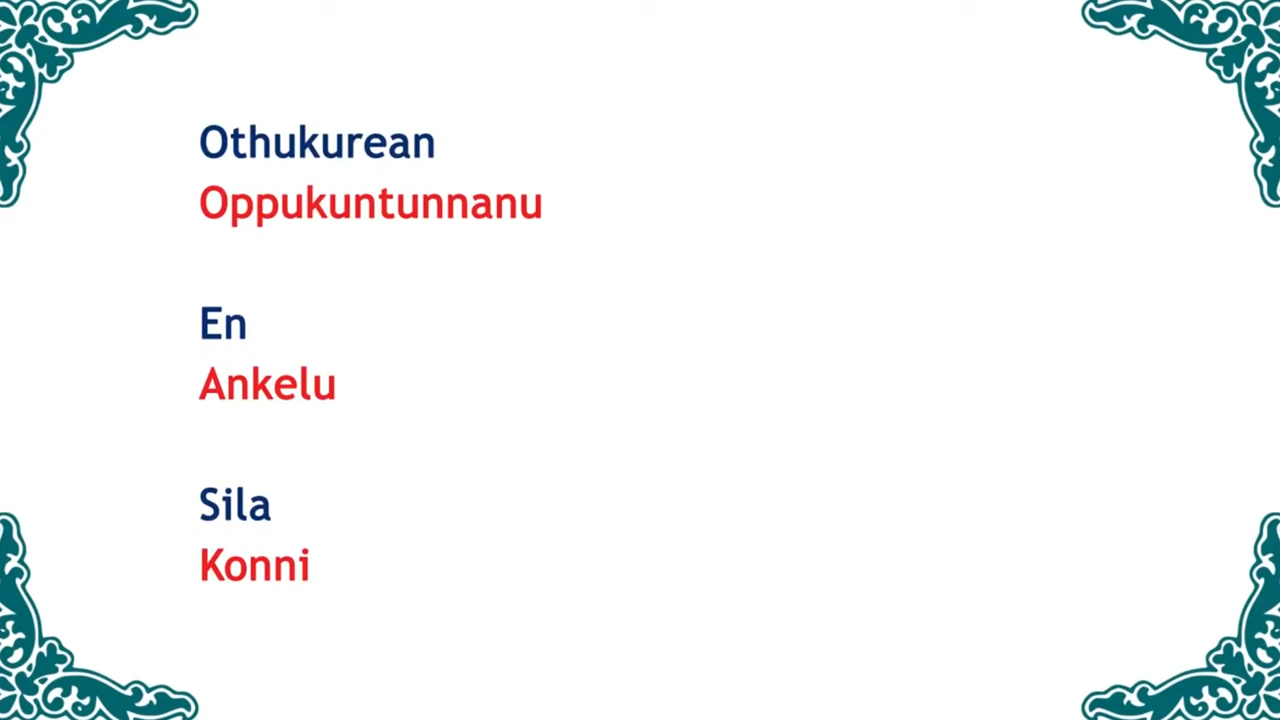 Othukurean
Oppukuntunnanu
En
Ankelu
Sila
Konni